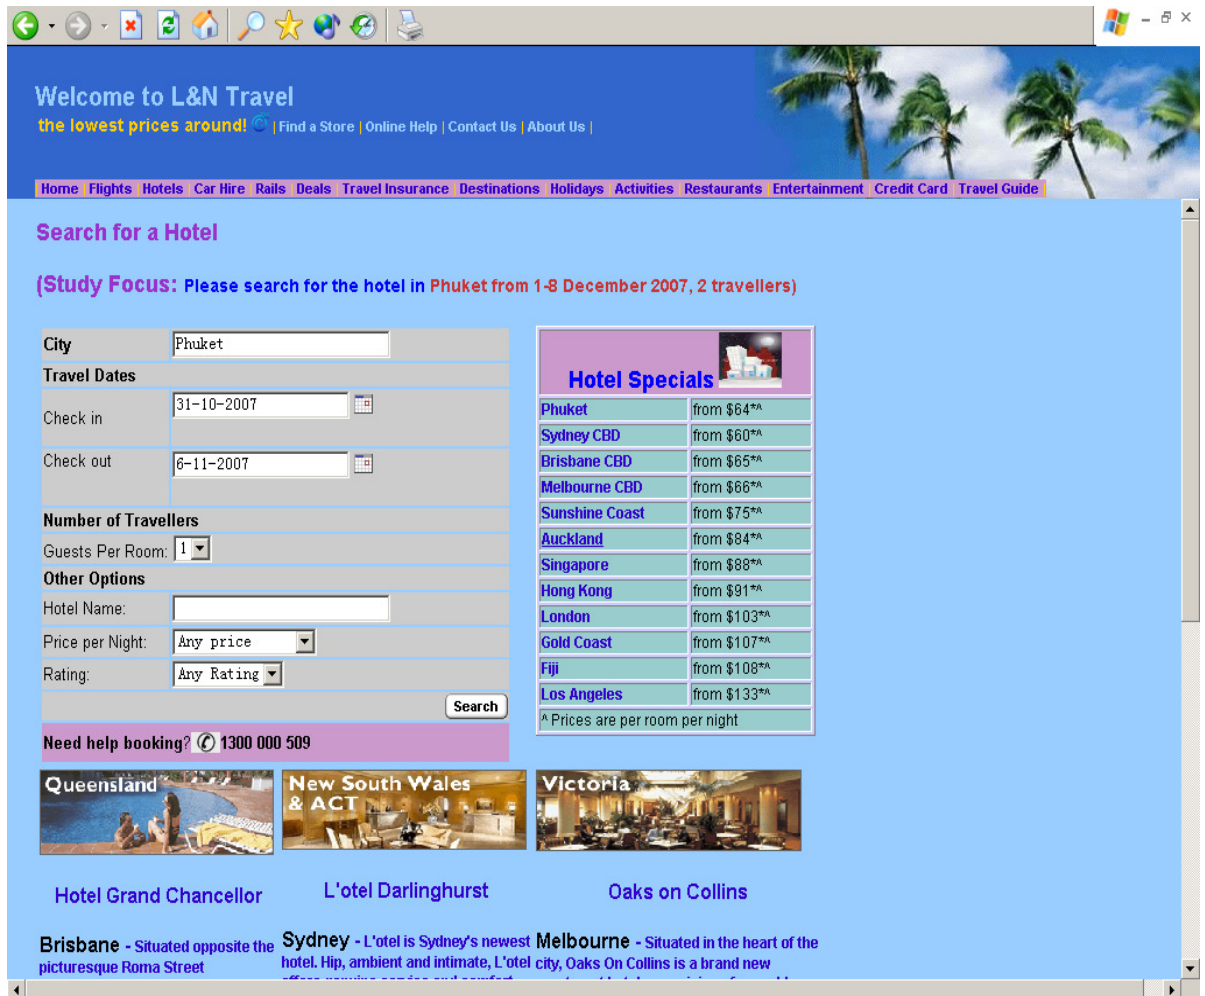 Welcome to L&N Travel
the lowest prices around! | Find a Store | Online Help | Contact Us | About Us |
Home | Flights | Hotels | Car Hire | Rails | Deals | Travel Insurance | Destinations | Holidays | Activities | Restaurants | Entertainment | Credit Card | Travel Guide |
Search for a Hotel
(Study Focus: Please search for the hotel in Phuket from 1-8 December 2007, 2 travellers)
City Phuket
Travel Dates
Check in 31-10-2007
Check out 6-11-2007
Number of Travellers
Guests Per Room: 1
Other Options
Hotel Name:
Price per Night: Any price
Rating: Any Rating
Search
Need help booking? 1300 000 509
Hotel Specials
Phuket from $64*^
Sydney CBD from $60*^
Brisbane CBD from $65*^
Melbourne CBD from $66*^
Sunshine Coast from $75*^
Auckland from $84*^
Singapore from $88*^
Hong Kong from $91*^
London from $103*^
Gold Coast from $107*^
Fiji from $108*^
Los Angeles from $133*^
^ Prices are per room per night
Queensland
Hotel Grand Chancellor
Brisbane - Situated opposite the
picturesque Roma Street
New South Wales
& ACT
L'otel Darlinghurst
Sydney - L'otel is Sydney's newest
hotel. Hip, ambient and intimate, L'otel
Victoria
Oaks on Collins
Melbourne - Situated in the heart of the
city, Oaks On Collins is a brand new